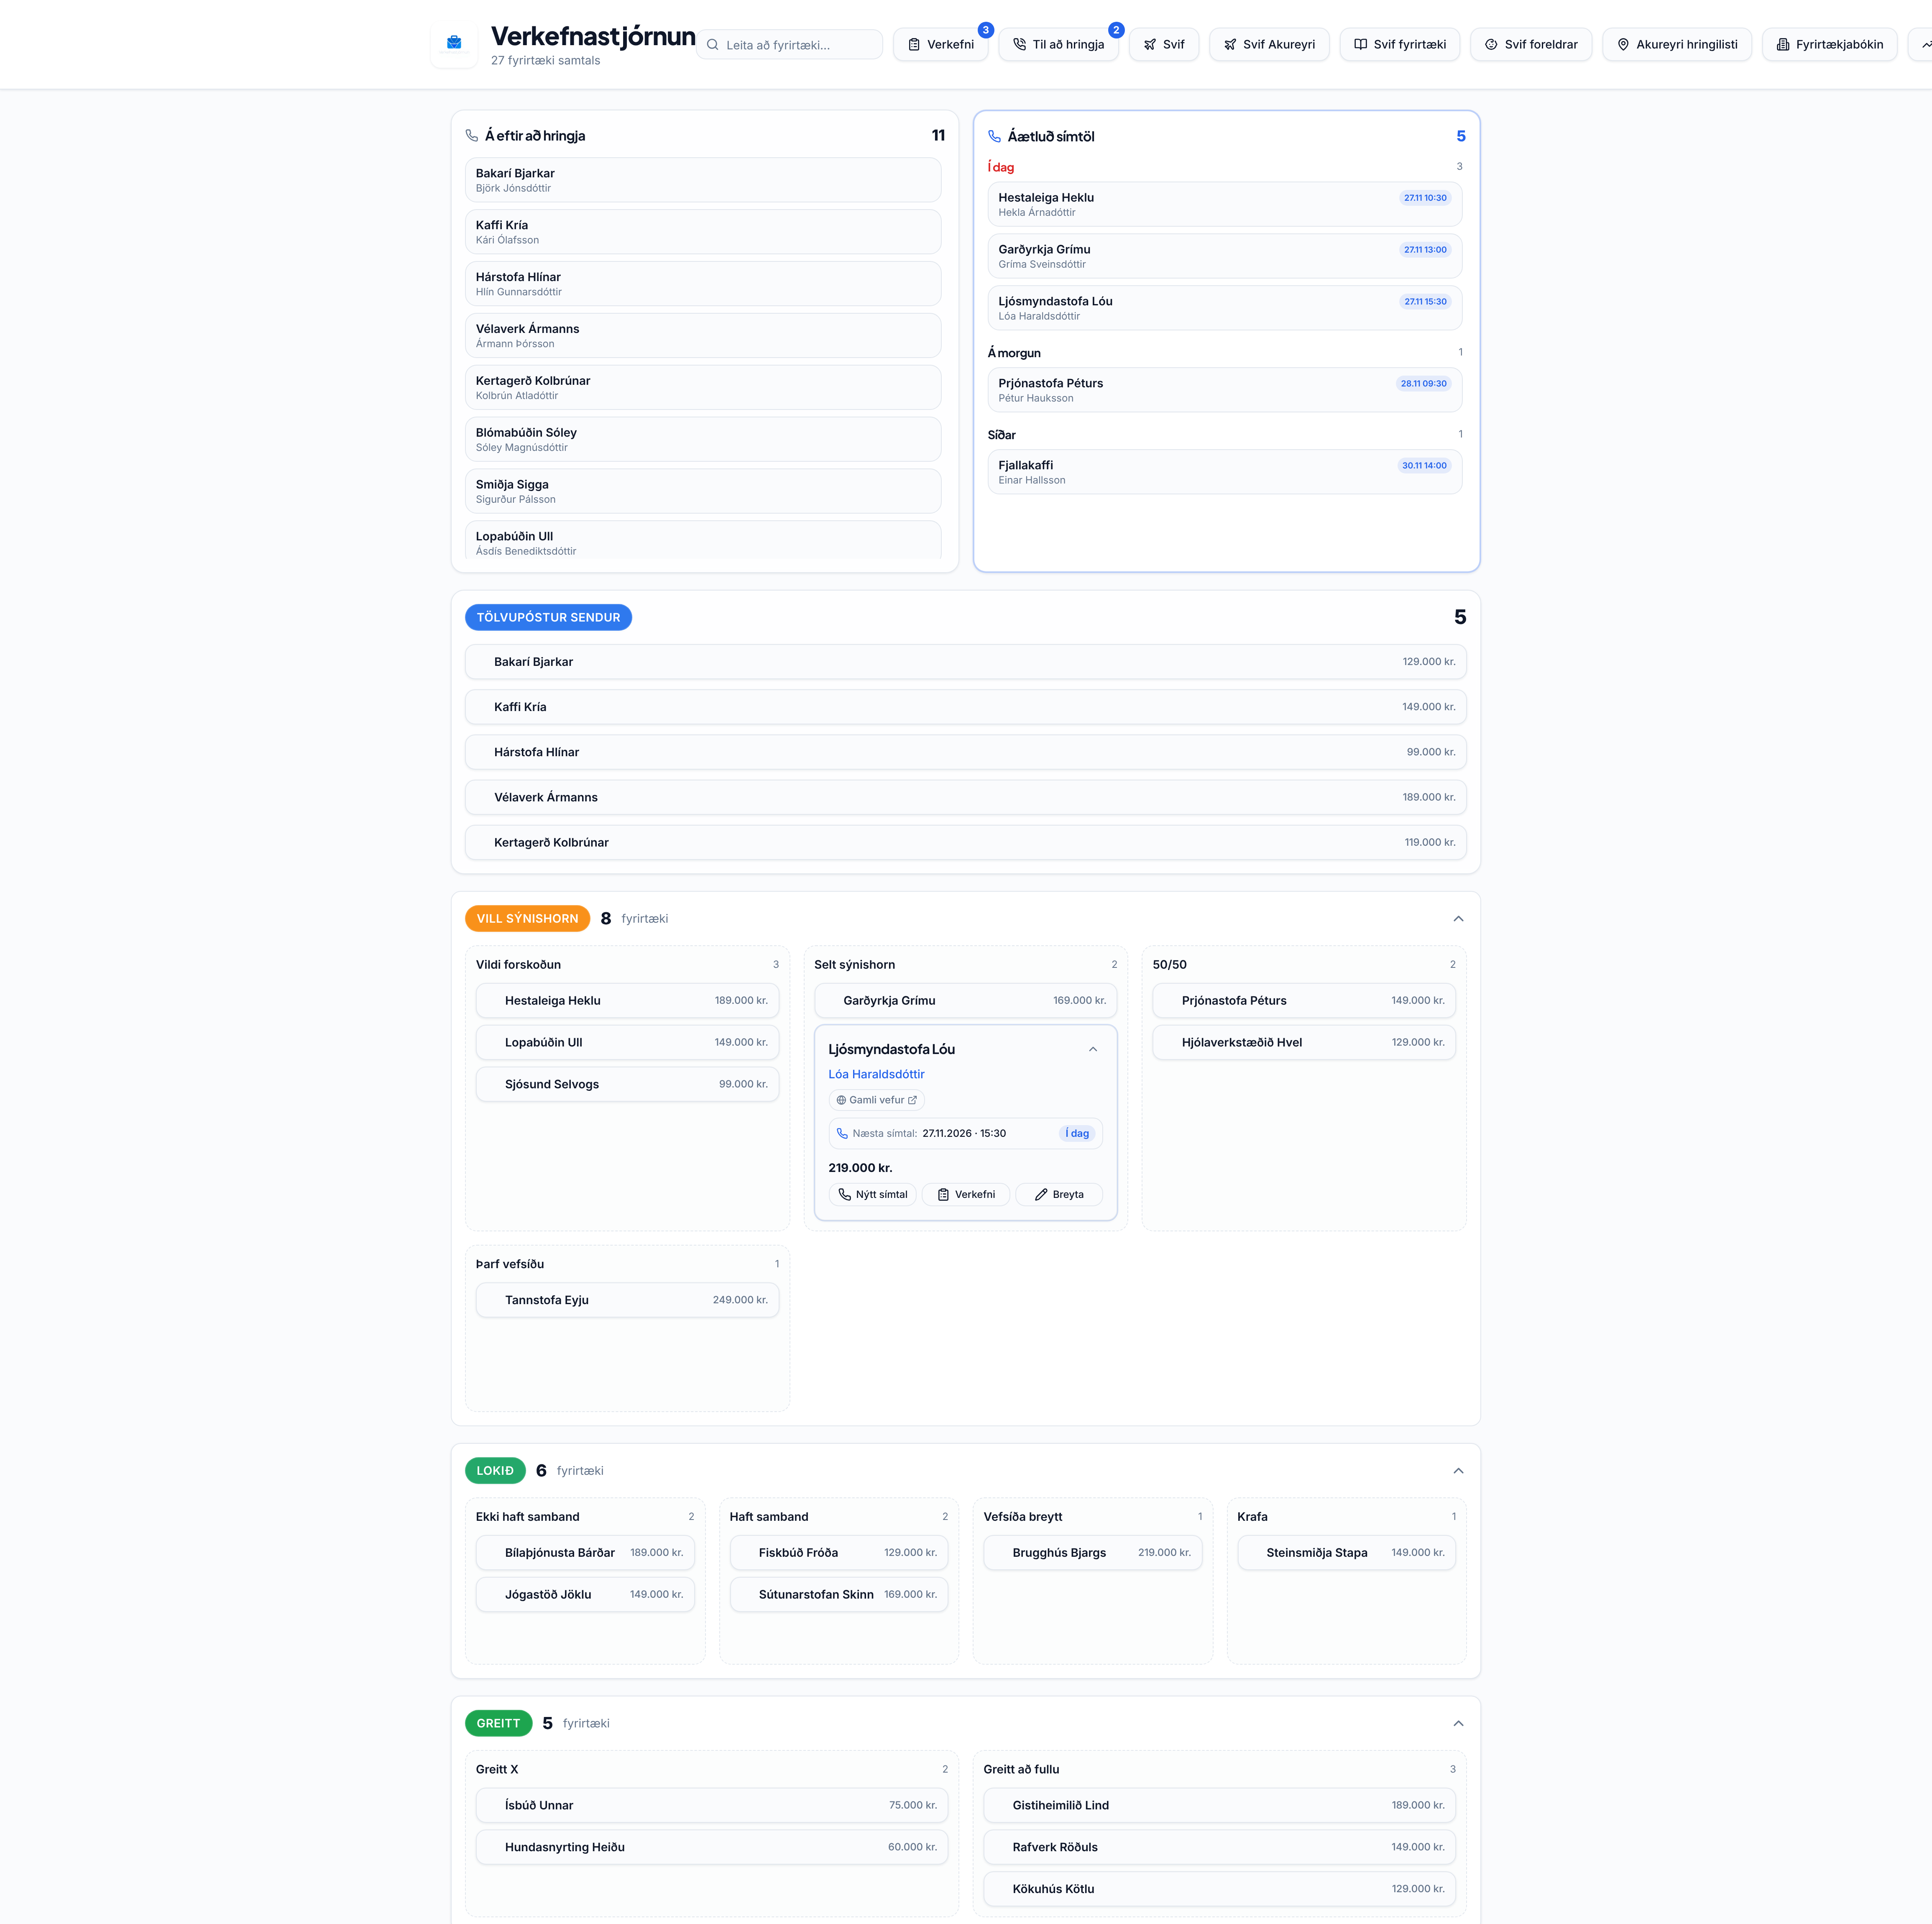 Verkefnastjórnun
27 fyrirtæki samtals
Leita að fyrirtæki...
Verkefni
3
Til að hringja
2
Svif
Svif Akureyri
Svif fyrirtæki
Svif foreldrar
Akureyri hringilisti
Fyrirtækjabókin
Á eftir að hringja
11
Bakarí Bjarkar
Björk Jónsdóttir
Kaffi Kría
Kári Ólafsson
Hárstofa Hlínar
Hlín Gunnarsdóttir
Vélaverk Ármanns
Ármann Þórsson
Kertagerð Kolbrúnar
Kolbrún Atladóttir
Blómabúðin Sóley
Sóley Magnúsdóttir
Smiðja Sigga
Sigurður Pálsson
Lopabúðin Ull
Ásdís Benediktsdóttir
Áætluð símtöl
5
Í dag
3
Hestaleiga Heklu
27.11 10:30
Hekla Árnadóttir
Garðyrkja Grímu
27.11 13:00
Gríma Sveinsdóttir
Ljósmyndastofa Lóu
27.11 15:30
Lóa Haraldsdóttir
Á morgun
1
Prjónastofa Péturs
28.11 09:30
Pétur Hauksson
Síðar
1
Fjallakaffi
30.11 14:00
Einar Hallsson
TÖLVUPÓSTUR SENDUR
5
Bakarí Bjarkar 129.000 kr.
Kaffi Kría 149.000 kr.
Hárstofa Hlínar 99.000 kr.
Vélaverk Ármanns 189.000 kr.
Kertagerð Kolbrúnar 119.000 kr.
VILL SÝNISHORN 8 fyrirtæki
Vildi forskoðun 3
Hestaleiga Heklu 189.000 kr.
Lopabúðin Ull 149.000 kr.
Sjósund Selvogs 99.000 kr.
Selt sýnishorn 2
Garðyrkja Grímu 169.000 kr.
Ljósmyndastofa Lóu
Lóa Haraldsdóttir
Gamli vefur
Næsta símtal: 27.11.2026 · 15:30 Í dag
219.000 kr.
Nýtt símtal
Verkefni
Breyta
50/50 2
Prjónastofa Péturs 149.000 kr.
Hjólaverkstæðið Hvel 129.000 kr.
Þarf vefsíðu 1
Tannstofa Eyju 249.000 kr.
LOKIÐ 6 fyrirtæki
Ekki haft samband 2
Bílaþjónusta Bárðar 189.000 kr.
Jógastöð Jöklu 149.000 kr.
Haft samband 2
Fiskbúð Fróða 129.000 kr.
Sútunarstofan Skinn 169.000 kr.
Vefsíða breytt 1
Brugghús Bjargs 219.000 kr.
Krafa 1
Steinsmiðja Stapa 149.000 kr.
GREITT 5 fyrirtæki
Greitt X 2
Ísbúð Unnar 75.000 kr.
Hundasnyrting Heiðu 60.000 kr.
Greitt að fullu 3
Gistiheimilið Lind 189.000 kr.
Rafverk Röðuls 149.000 kr.
Kökuhús Kötlu 129.000 kr.